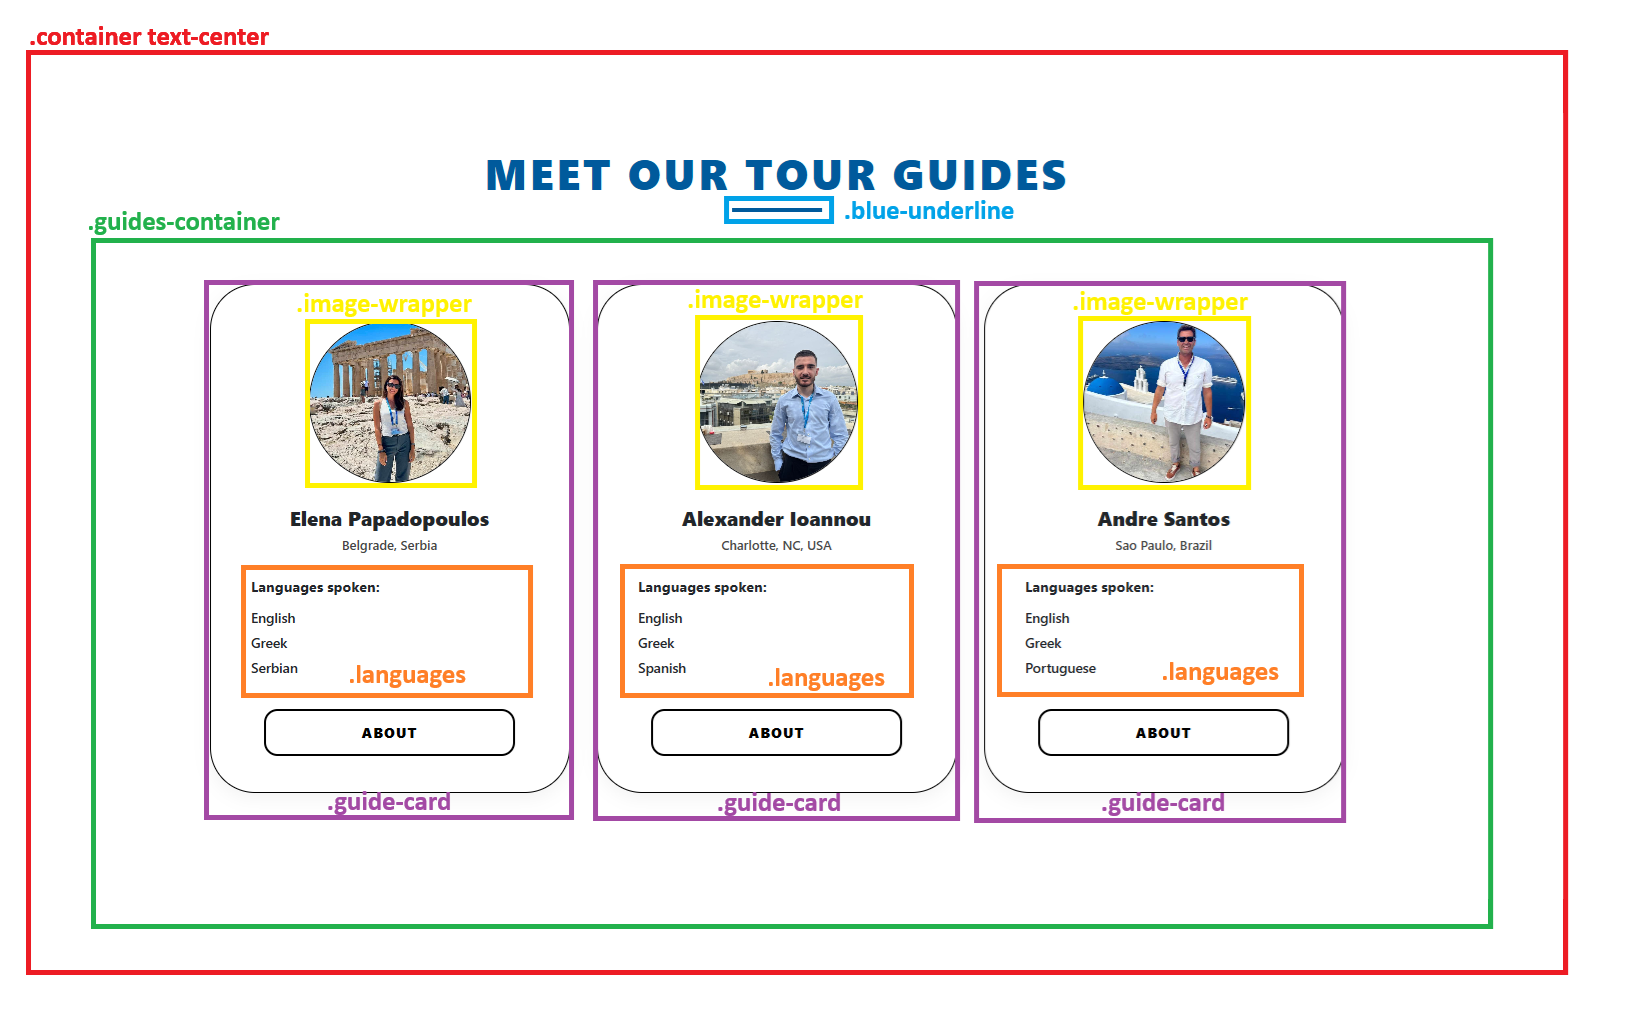 .container text-center
MEET OUR TOUR GUIDES
.blue-underline
.guides-container
.image-wrapper
.image-wrapper
.image-wrapper
Elena Papadopoulos
Belgrade, Serbia
Languages spoken:
English
Greek
Serbian
.languages
ABOUT
.guide-card
Alexander Ioannou
Charlotte, NC, USA
Languages spoken:
English
Greek
Spanish
.languages
ABOUT
.guide-card
Andre Santos
Sao Paulo, Brazil
Languages spoken:
English
Greek
Portuguese
.languages
ABOUT
.guide-card